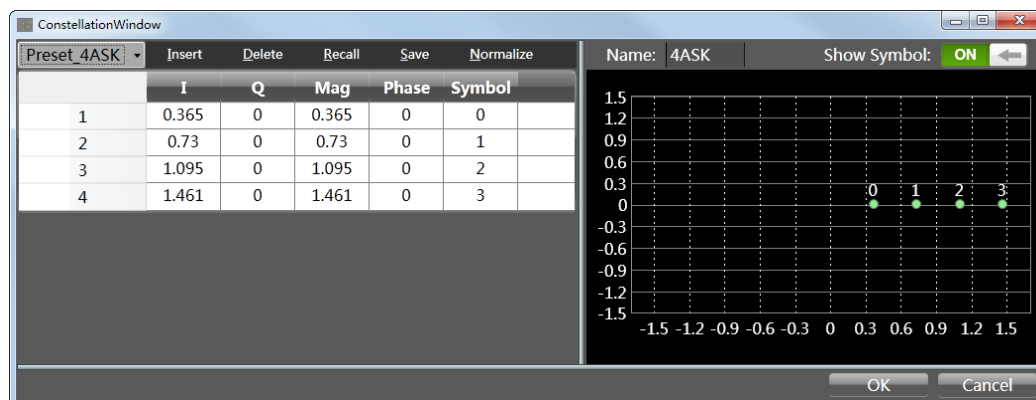 ConstellationWindow
Preset_4ASK Insert Delete Recall Save Normalize Name: 4ASK Show Symbol: ON
I Q Mag Phase Symbol
1 0.365 0 0.365 0 0
2 0.73 0 0.73 0 1
3 1.095 0 1.095 0 2
4 1.461 0 1.461 0 3
1.5
1.2
0.9
0.6
0.3
0 1 2 3
0
-0.3
-0.6
-0.9
-1.2
-1.5
-1.5 -1.2 -0.9 -0.6 -0.3 0 0.3 0.6 0.9 1.2 1.5
OK Cancel